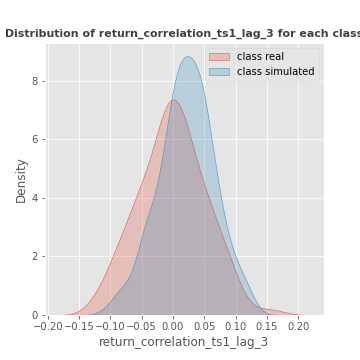 Distribution of return_correlation_ts1_lag_3 for each class
class real
class simulated
Density
8
6
4
2
0
−0.20 −0.15 −0.10 −0.05 0.00 0.05 0.10 0.15 0.20
return_correlation_ts1_lag_3